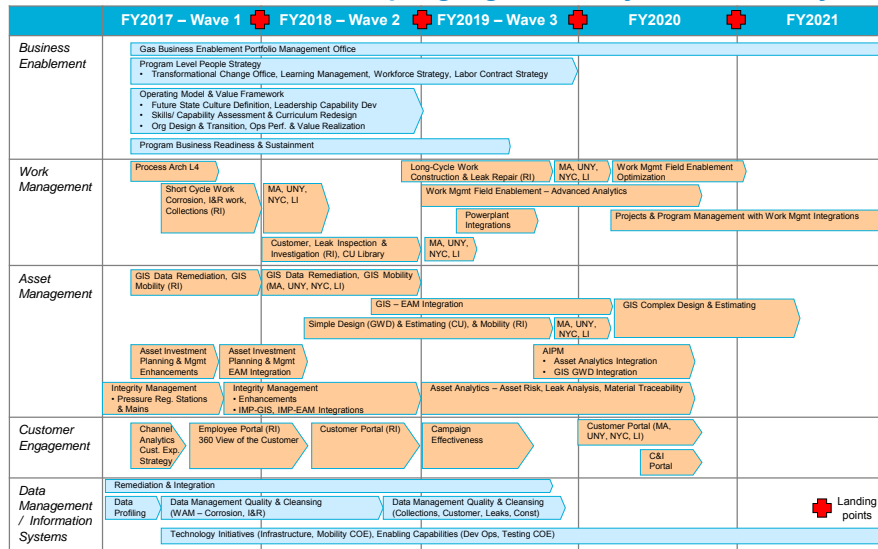 FY2017 – Wave 1
FY2018 – Wave 2
FY2019 – Wave 3
FY2020
FY2021
Business
Enablement
Gas Business Enablement Portfolio Management Office
Program Level People Strategy
• Transformational Change Office, Learning Management, Workforce Strategy, Labor Contract Strategy
Operating Model & Value Framework
• Future State Culture Definition, Leadership Capability Dev
• Skills/ Capability Assessment & Curriculum Redesign
• Org Design & Transition, Ops Perf. & Value Realization
Program Business Readiness & Sustainment
Work
Management
Process Arch L4
Short Cycle Work
Corrosion, I&R work,
Collections (RI)
MA, UNY,
NYC, LI
Customer, Leak Inspection &
Investigation (RI), CU Library
Long-Cycle Work
Construction & Leak Repair (RI)
MA, UNY,
NYC, LI
Work Mgmt Field Enablement
Optimization
Work Mgmt Field Enablement – Advanced Analytics
Powerplant
Integrations
Projects & Program Management with Work Mgmt Integrations
MA, UNY,
NYC, LI
Asset
Management
GIS Data Remediation, GIS
Mobility (RI)
GIS Data Remediation, GIS Mobility
(MA, UNY, NYC, LI)
GIS – EAM Integration
GIS Complex Design & Estimating
Simple Design (GWD) & Estimating (CU), & Mobility (RI)
MA, UNY,
NYC, LI
Asset Investment
Planning & Mgmt
Enhancements
Asset Investment
Planning & Mgmt
EAM Integration
AIPM
• Asset Analytics Integration
• GIS GWD Integration
Integrity Management
• Pressure Reg. Stations
& Mains
Integrity Management
• Enhancements
• IMP-GIS, IMP-EAM Integrations
Asset Analytics – Asset Risk, Leak Analysis, Material Traceability
Customer
Engagement
Channel
Analytics
Cust. Exp.
Strategy
Employee Portal (RI)
360 View of the Customer
Customer Portal (RI)
Campaign
Effectiveness
Customer Portal (MA,
UNY, NYC, LI)
C&I
Portal
Data
Management
/ Information
Systems
Remediation & Integration
Data
Profiling
Data Management Quality & Cleansing
(WAM – Corrosion, I&R)
Data Management Quality & Cleansing
(Collections, Customer, Leaks, Const)
Technology Initiatives (Infrastructure, Mobility COE), Enabling Capabilities (Dev Ops, Testing COE)
Landing
points